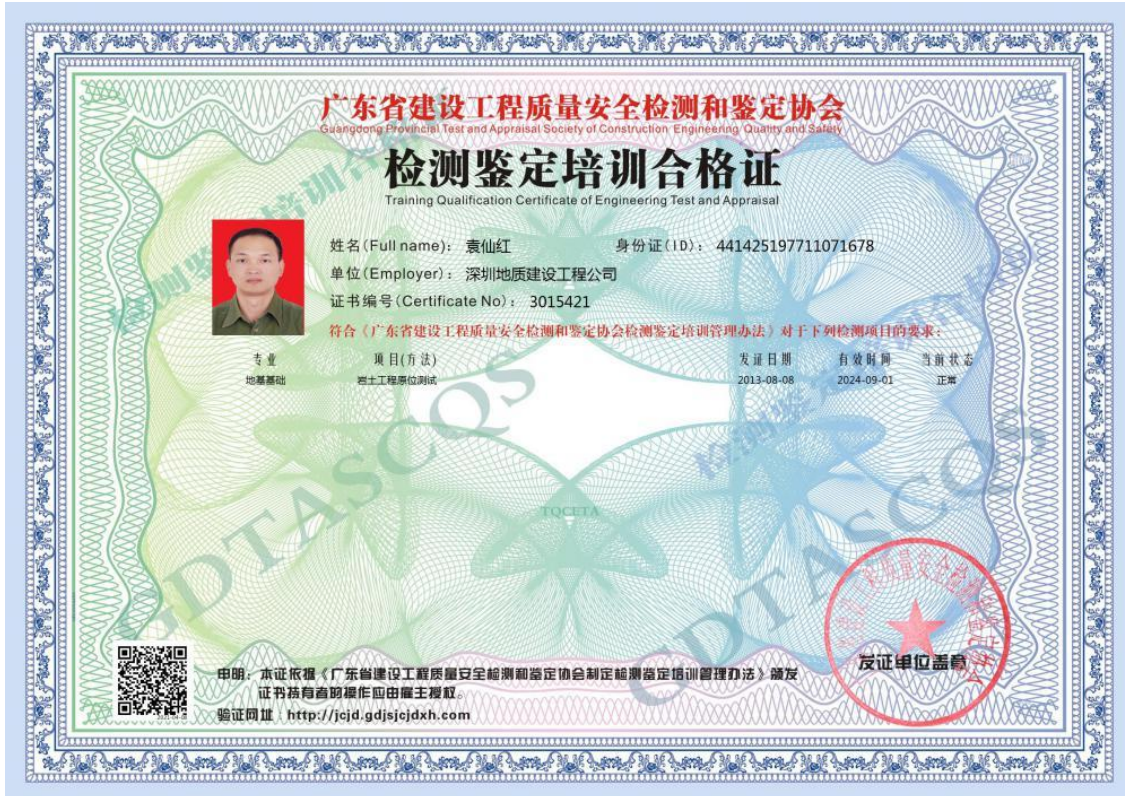 广东省建设工程质量安全检测和鉴定协会
Guangdong Provincial Test and Appraisal Society of Construction Engineering Quality and Safety
检测鉴定培训合格证
Training Qualification Certificate of Engineering Test and Appraisal
姓名(Full name): 袁仙红 身份证(ID): 441425197711071678
单位(Employer): 深圳地质建设工程公司
证书编号(Certificate No): 3015421
符合《广东省建设工程质量安全检测和鉴定协会检测鉴定培训管理办法》对于下列检测项目的要求:
专业 项目(方法) 发证日期 有效时间 当前状态
地基基础 岩土工程原位测试 2013-08-08 2024-09-01 正常
GDTASCQS
GDTASCQS
TQCETA
发证单位盖章
申明: 本证依据《广东省建设工程质量安全检测和鉴定协会制定检测鉴定培训管理办法》颁发
证书持有者的操作应由雇主授权。
验证网址:http://jcjd.gdjsjcjdxh.com